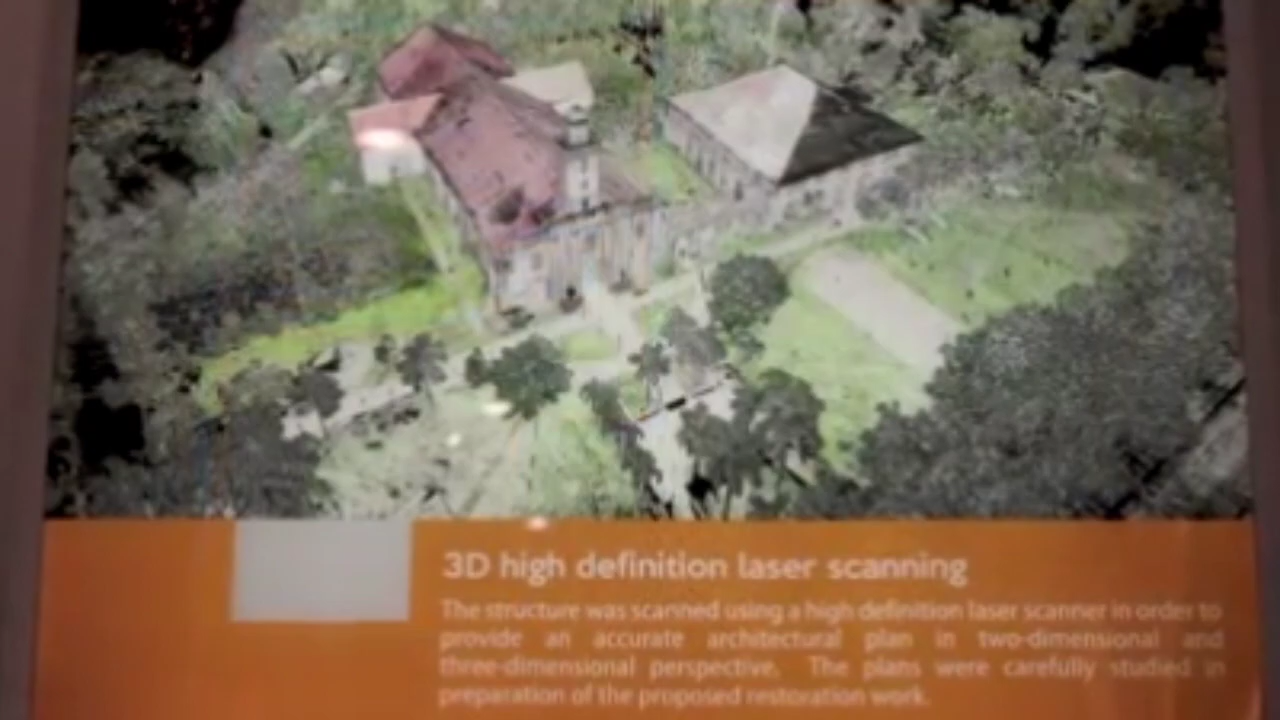 3D high definition laser scanning
The structure was scanned using a high definition laser scanner in order to
provide an accurate architectural plan in two-dimensional and
three-dimensional perspective. The plans were carefully studied in
preparation of the proposed restoration work.